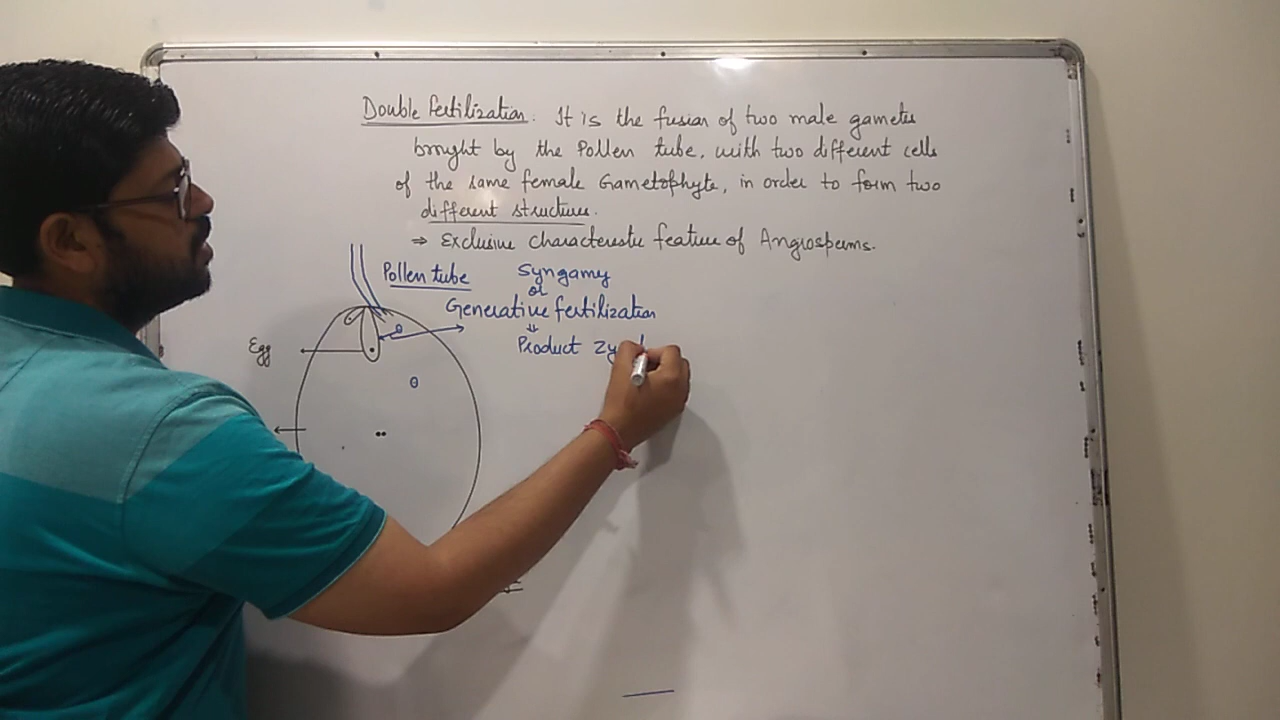 Double Fertilization: It is the fusion of two male gametes
brought by the Pollen tube, with two different cells
of the same female Gametophyte, in order to form two
different structures.
⇒ Exclusive characteristic feature of Angiosperms.
Pollen tube
Syngamy
or
Generative fertilization
⇓
Product
Egg